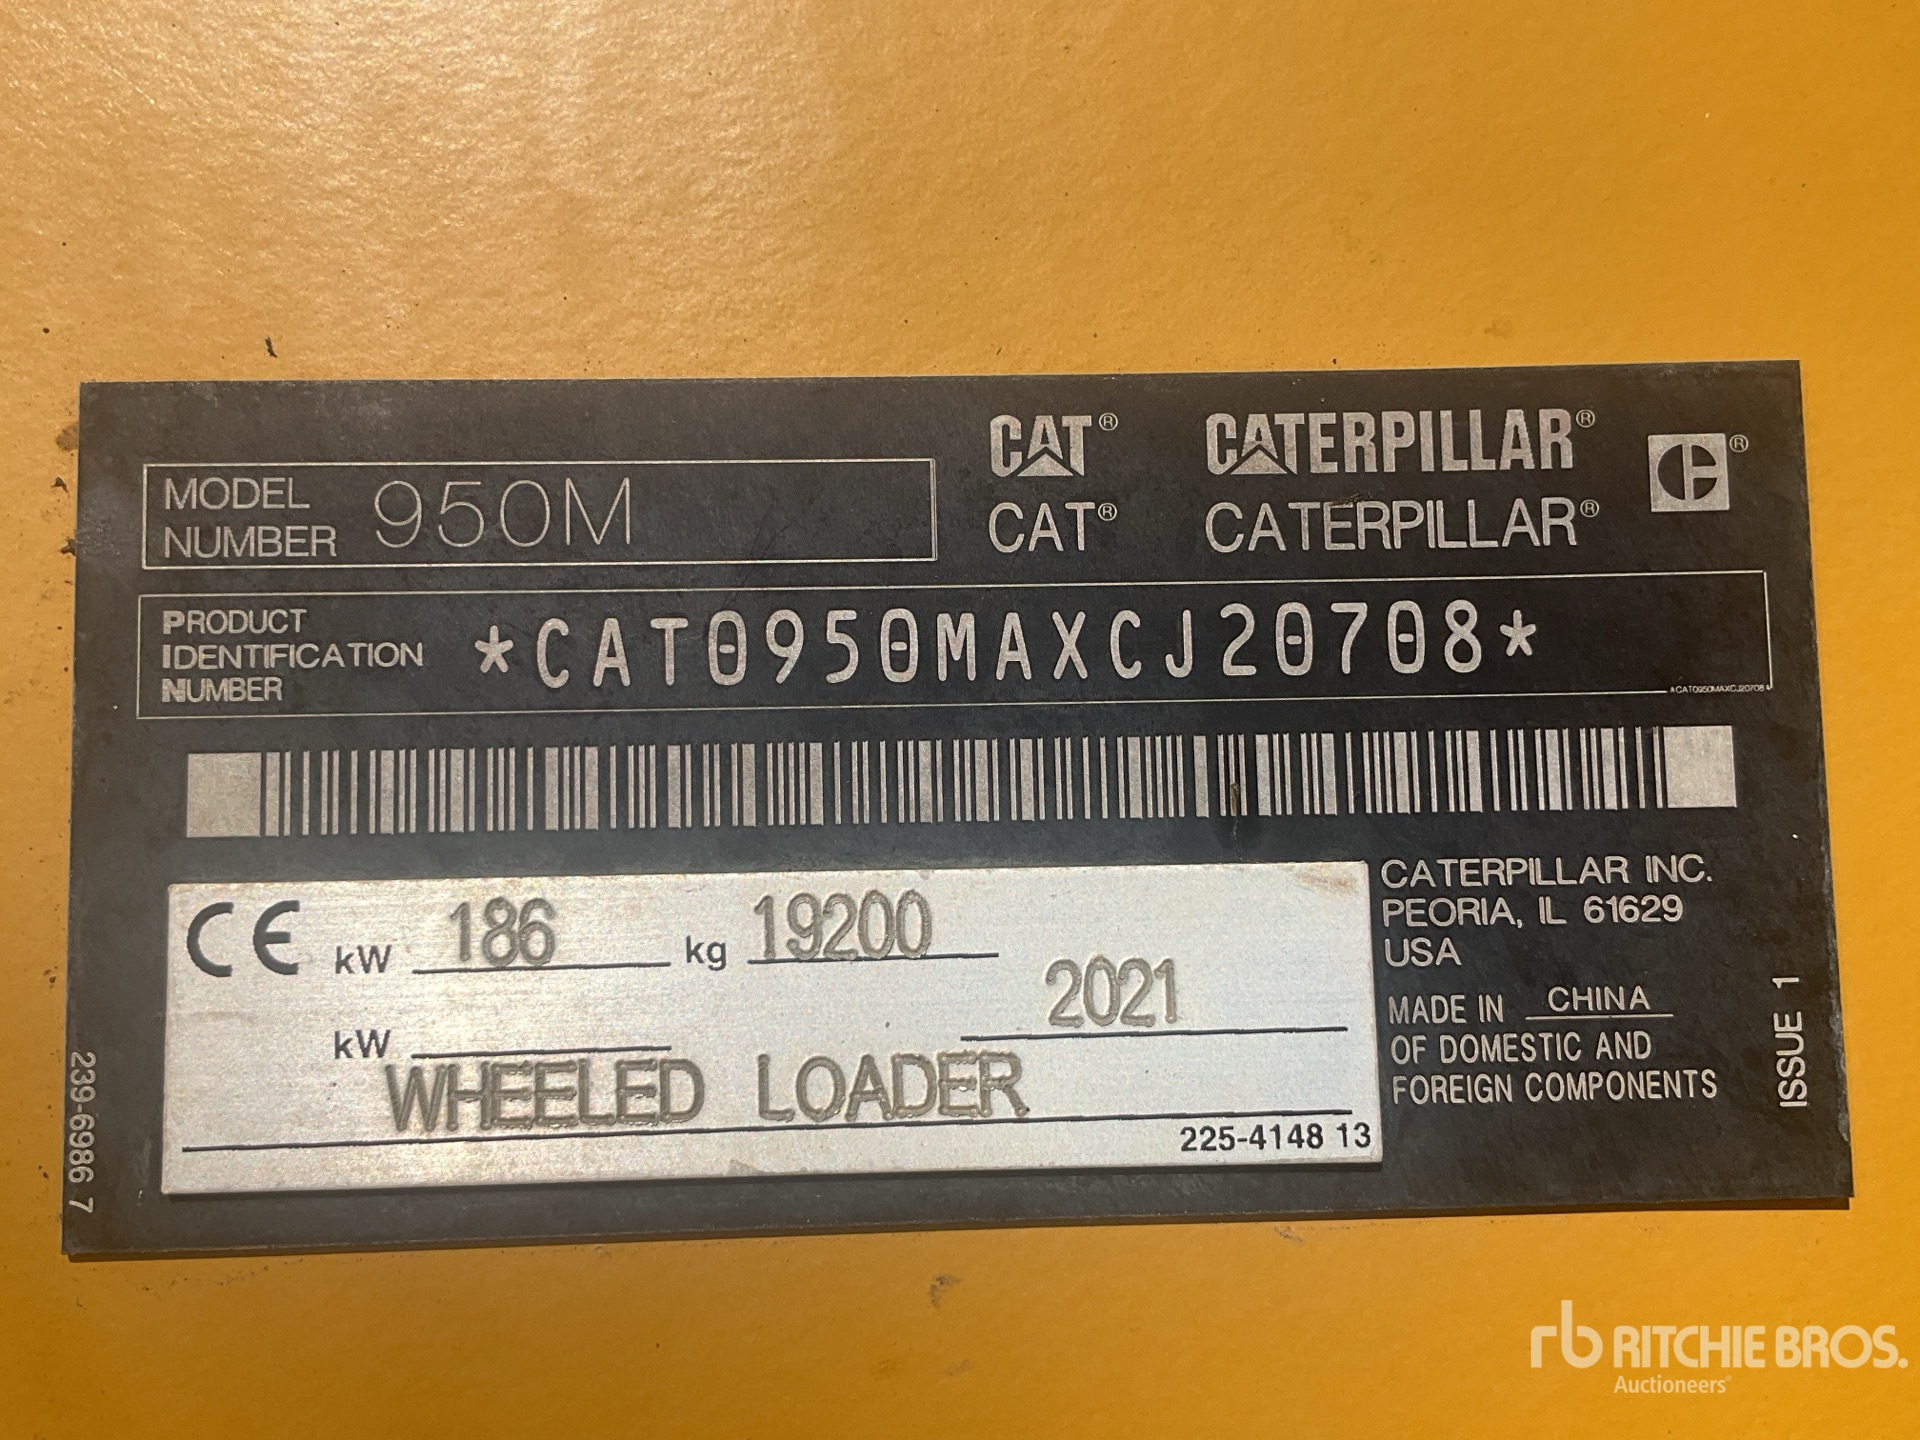 CAT® CATERPILLAR® ®
CAT® CATERPILLAR®
MODEL
NUMBER 950M
PRODUCT
IDENTIFICATION
NUMBER
*CAT0950MAXCJ20708*
*CAT0950MAXCJ20708*
CE kW 186 kg 19200
2021
kW
WHEELED LOADER
225-4148 13
CATERPILLAR INC.
PEORIA, IL 61629
USA
MADE IN CHINA
OF DOMESTIC AND
FOREIGN COMPONENTS
ISSUE 1
239-6986 7
rb RITCHIE BROS.
Auctioneers®